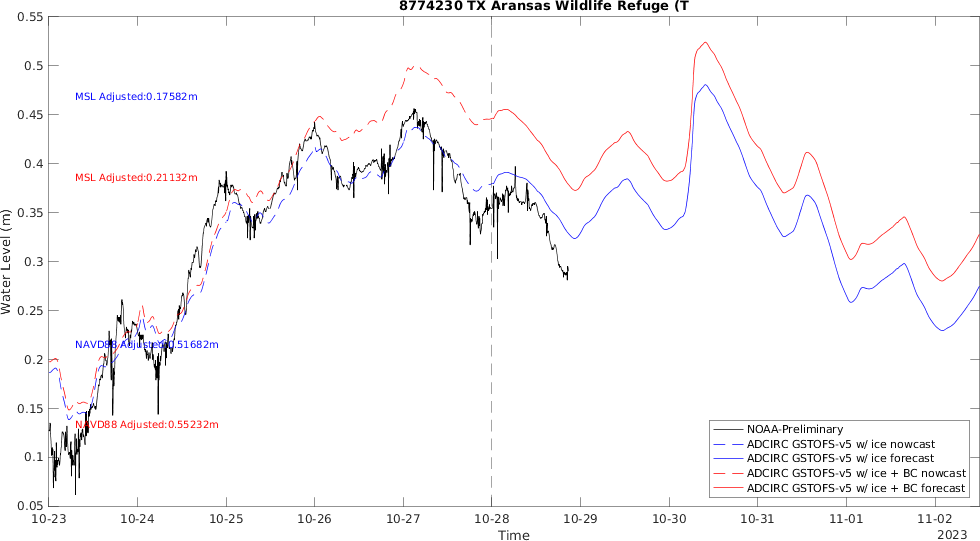 8774230 TX Aransas Wildlife Refuge (T
0.55
0.5
0.45
0.4
0.35
0.3
0.25
0.2
0.15
0.1
0.05
Water Level (m)
MSL Adjusted:0.17582m
MSL Adjusted:0.21132m
NAVD88 Adjusted:0.51682m
NAVD88 Adjusted:0.55232m
NOAA-Preliminary
ADCIRC GSTOFS-v5 w/ ice nowcast
ADCIRC GSTOFS-v5 w/ ice forecast
ADCIRC GSTOFS-v5 w/ ice + BC nowcast
ADCIRC GSTOFS-v5 w/ ice + BC forecast
10-23 10-24 10-25 10-26 10-27 10-28 10-29 10-30 10-31 11-01 11-02
Time
2023